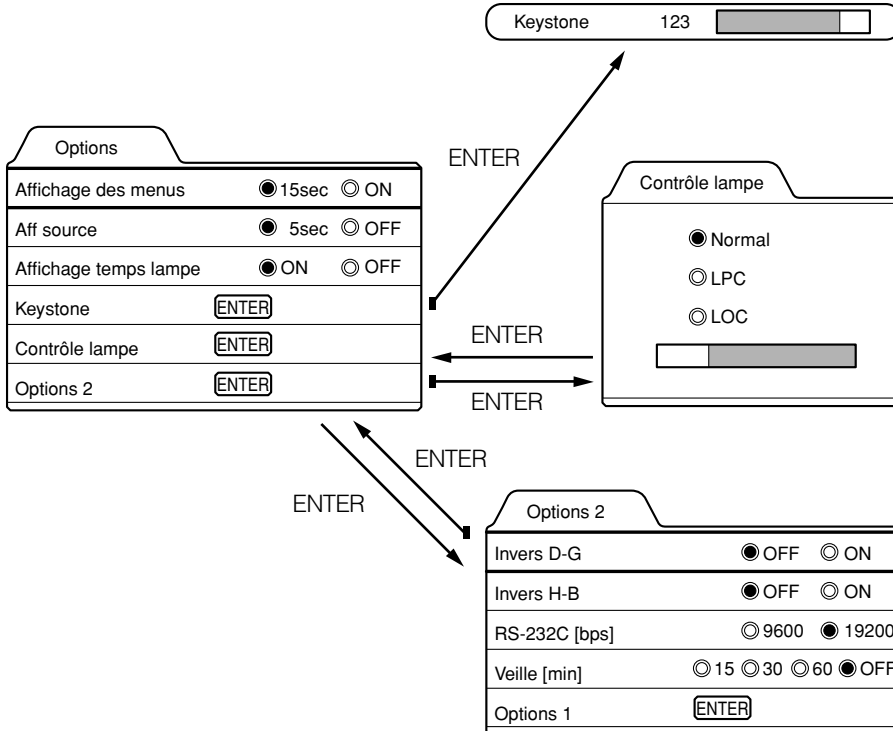 Keystone 123
ENTER
Options
Affichage des menus 15sec ON
Aff source 5sec OFF
Affichage temps lampe ON OFF
Keystone ENTER
Contrôle lampe ENTER
Options 2 ENTER
ENTER
ENTER
Contrôle lampe
Normal
LPC
LOC
ENTER
ENTER
Options 2
Invers D-G OFF ON
Invers H-B OFF ON
RS-232C [bps] 9600 19200
Veille [min] 15 30 60 OFF
Options 1 ENTER